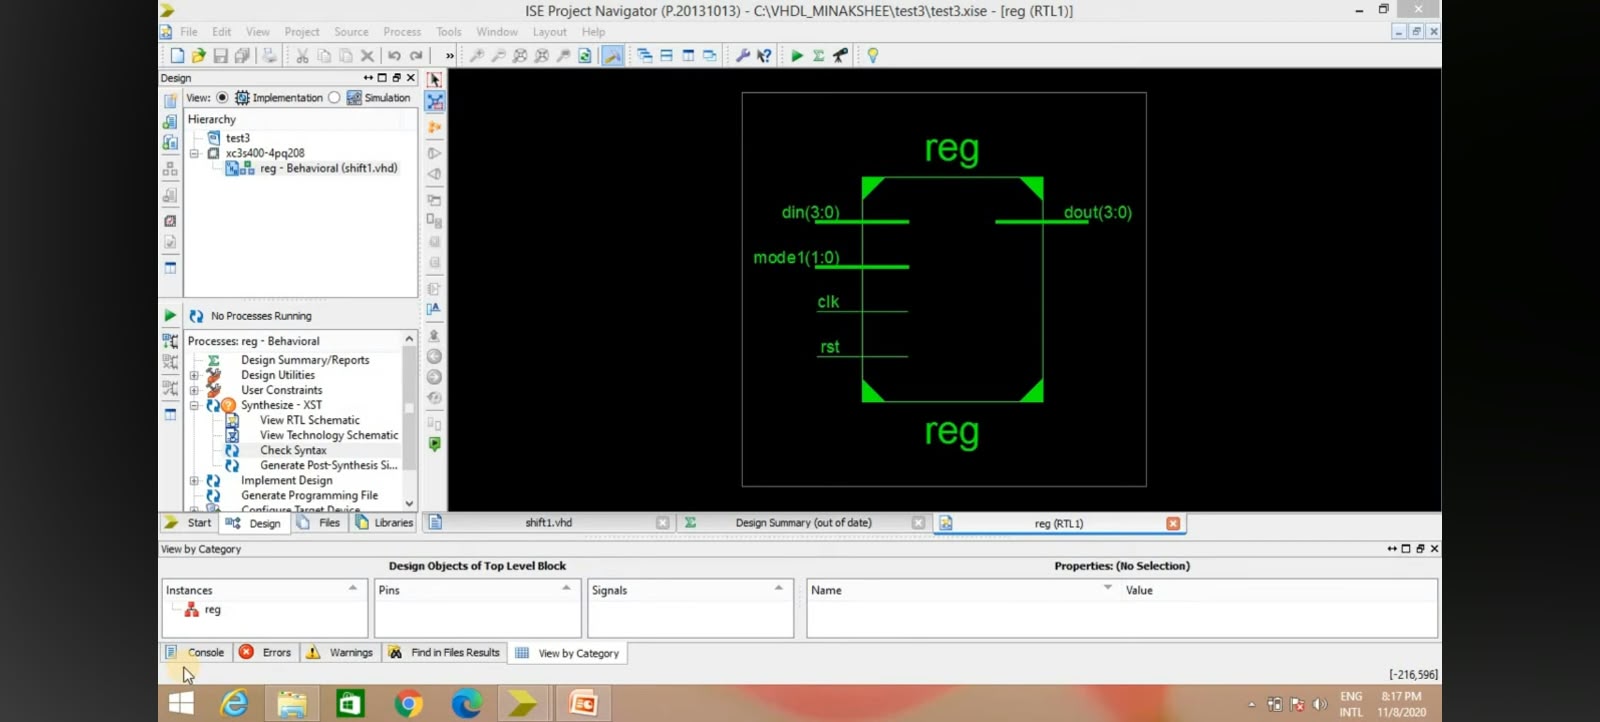 ISE Project Navigator (P.20131013) - C:\VHDL_MINAKSHEE\test3\test3.xise - [reg (RTL1)]
File Edit View Project Source Process Tools Window Layout Help
»
Design
View: Implementation Simulation
Hierarchy
test3
xc3s400-4pq208
reg - Behavioral (shift1.vhd)
No Processes Running
Processes: reg - Behavioral
Design Summary/Reports
Design Utilities
User Constraints
Synthesize - XST
View RTL Schematic
View Technology Schematic
Check Syntax
Generate Post-Synthesis Si...
Implement Design
Generate Programming File
Configure Target Device
Start Design Files Libraries
reg
din(3:0) dout(3:0)
mode1(1:0)
clk
rst
reg
shift1.vhd Design Summary (out of date) reg (RTL1)
View by Category
Design Objects of Top Level Block Properties: (No Selection)
Instances Pins Signals Name Value
reg
Console Errors Warnings Find in Files Results View by Category
[-216,596]
ENG 8:17 PM
INTL 11/8/2020